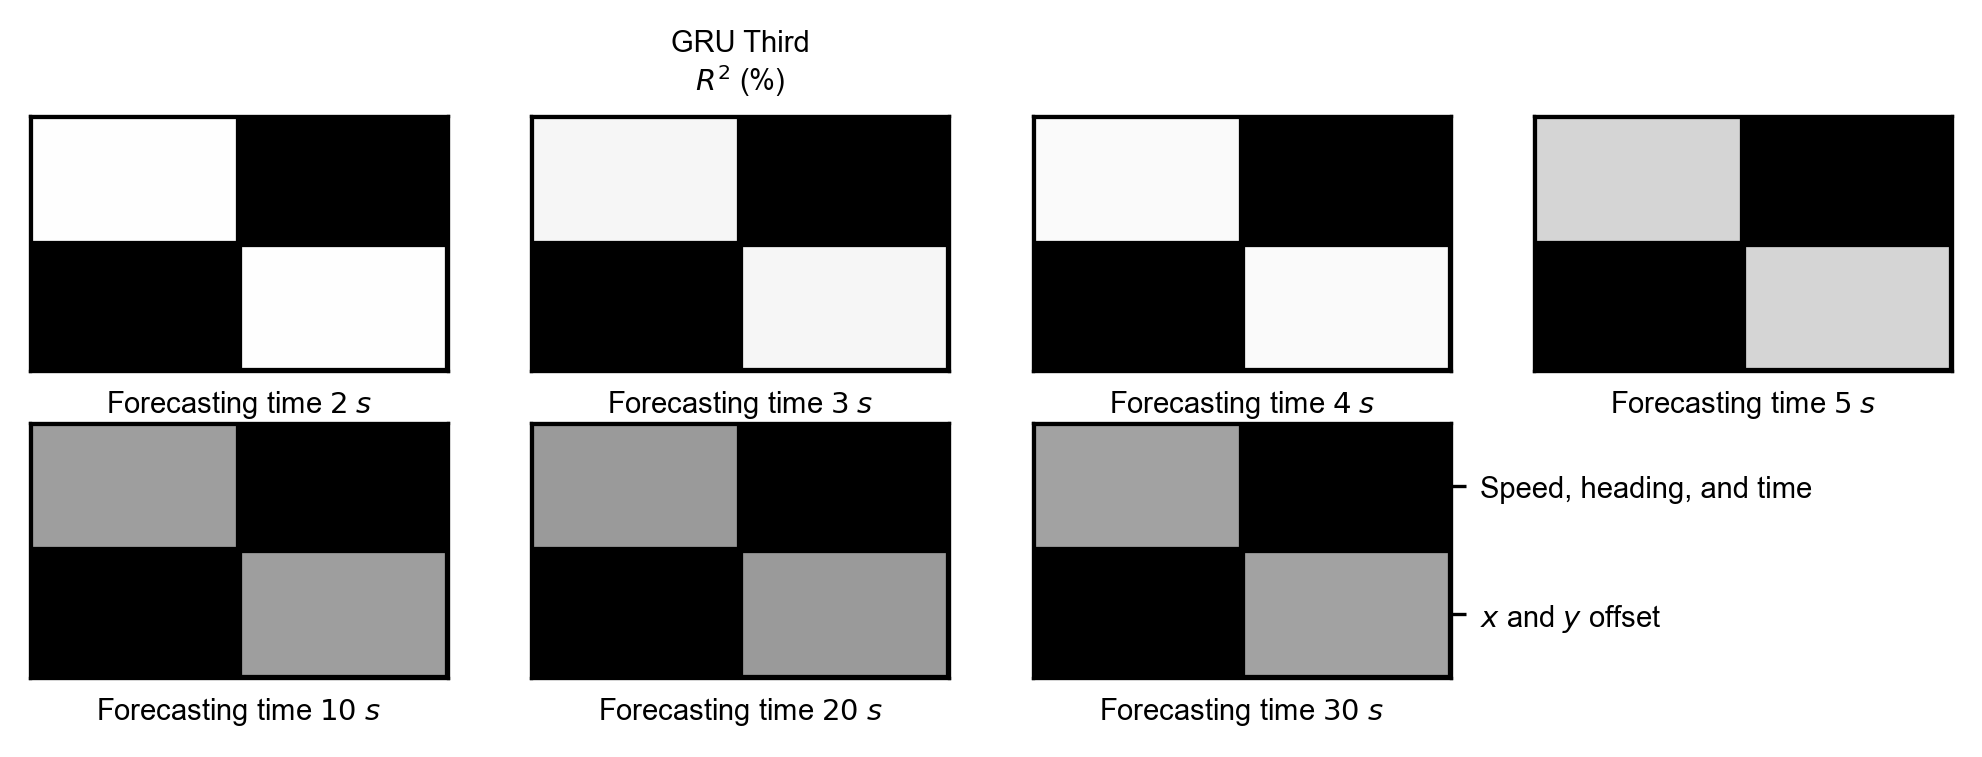 GRU Third
R² (%)
Forecasting time 2 s
Forecasting time 3 s
Forecasting time 4 s
Forecasting time 5 s
Speed, heading, and time
x and y offset
Forecasting time 10 s
Forecasting time 20 s
Forecasting time 30 s